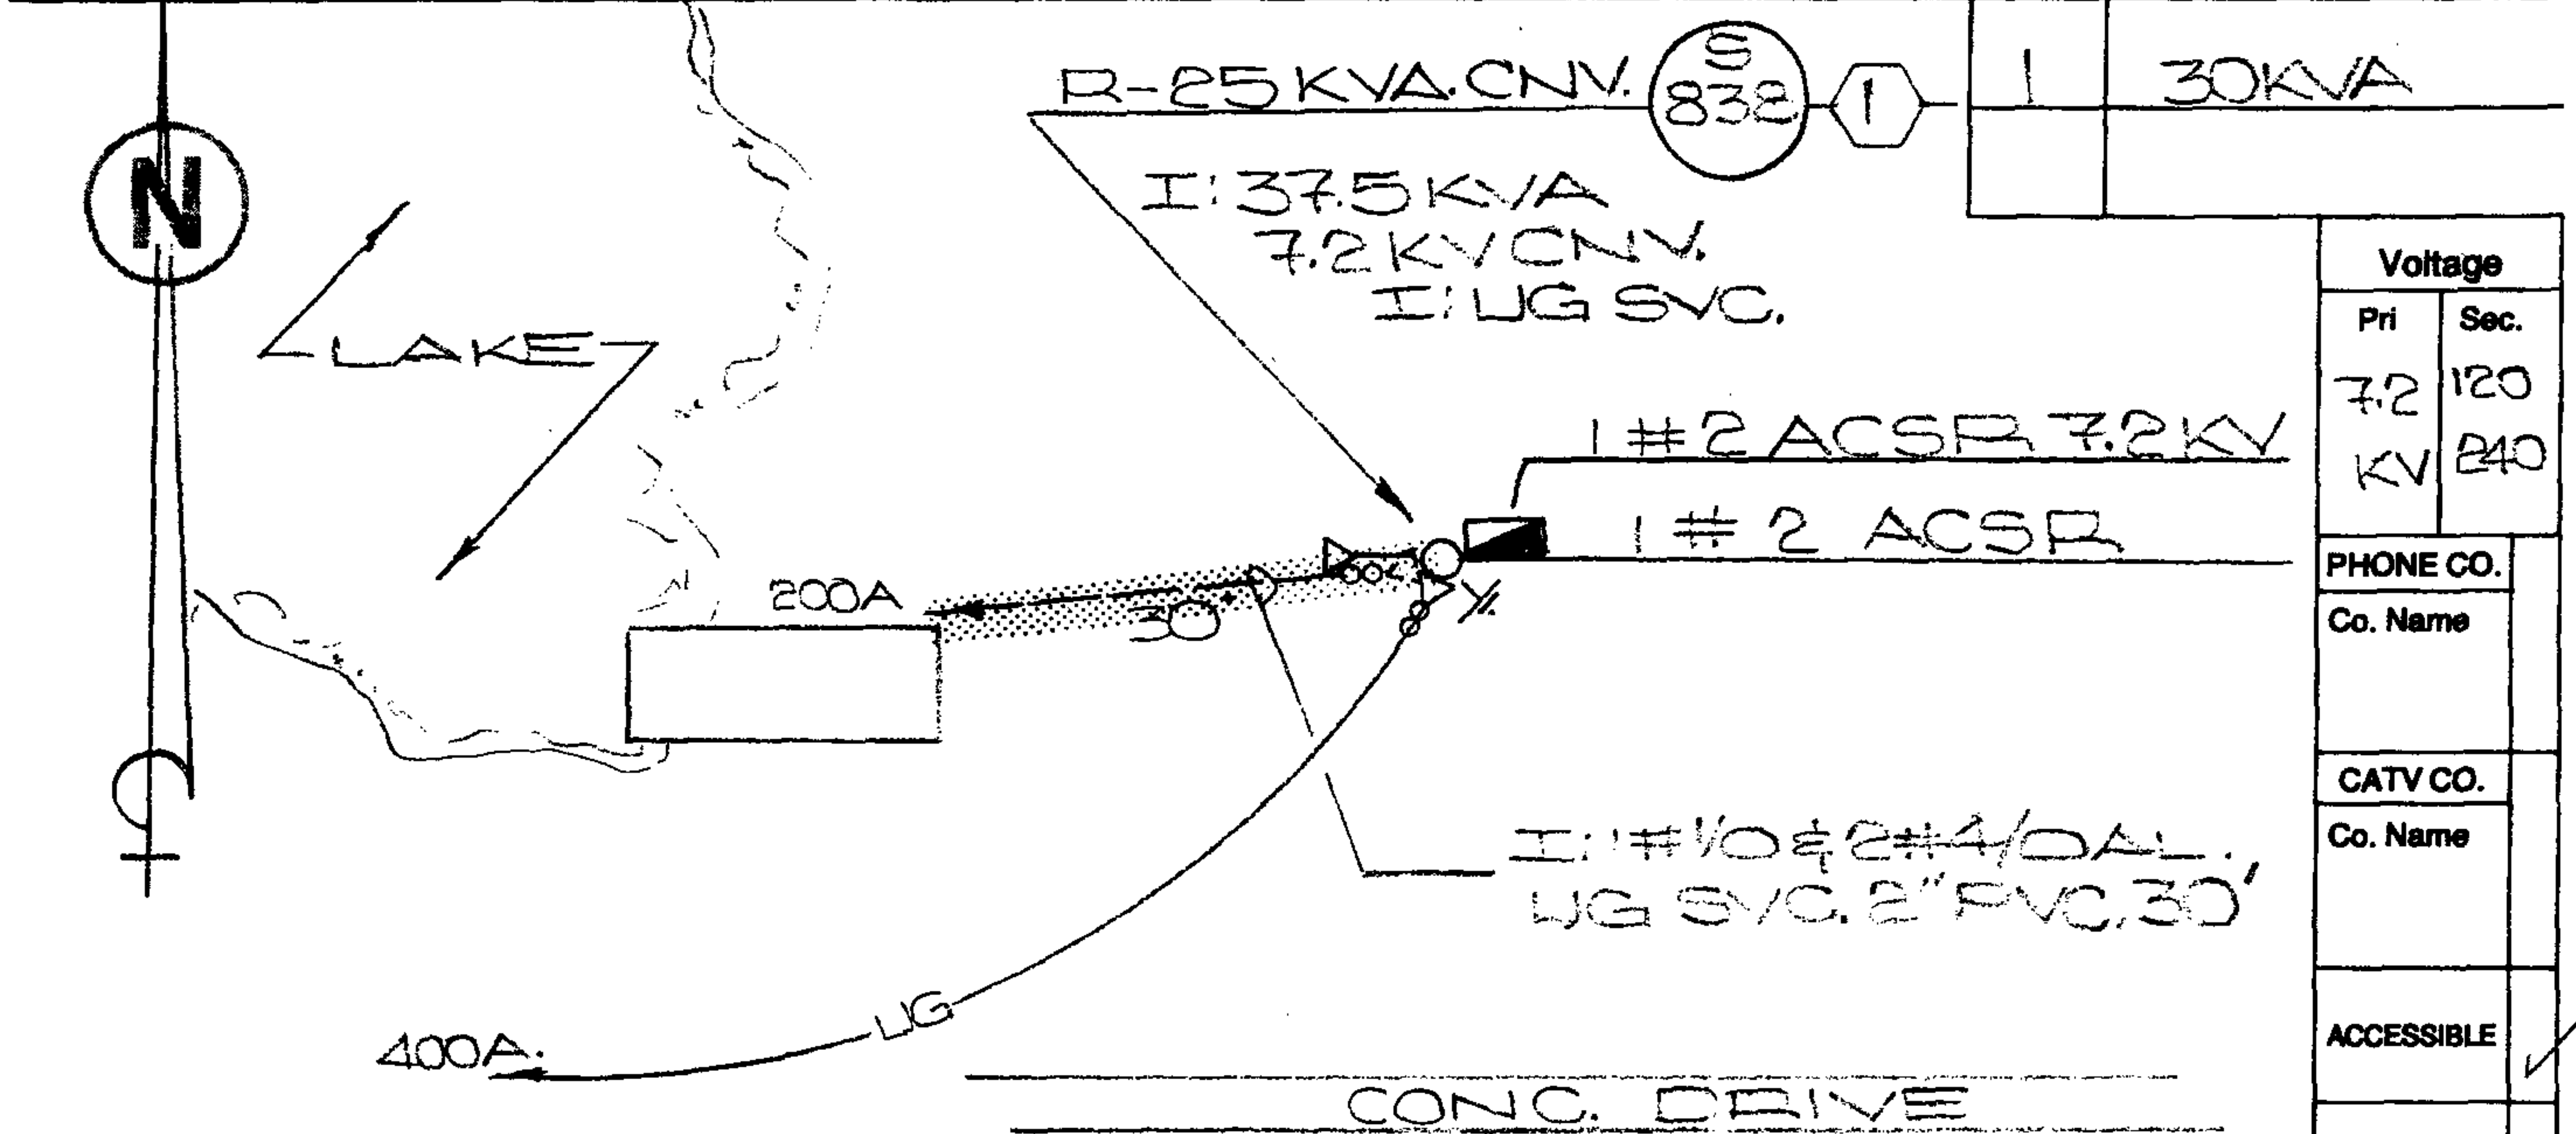 N
LAKE
R-25 KVA. CNV.
S
838
1
1 30KVA
I: 37.5 KVA
7.2 KV CNV.
I: UG SVC.
Voltage
Pri Sec.
7.2 120
KV 240
1 # 2 ACSR 7.2 KV
1 # 2 ACSR
PHONE CO.
Co. Name
200A
30'
CATV CO.
Co. Name
I: 1 # 1/0 & 2 # 4/0 AL.
UG SVC. 2" PVC, 30'
UG
400A.
ACCESSIBLE
CONC. DRIVE